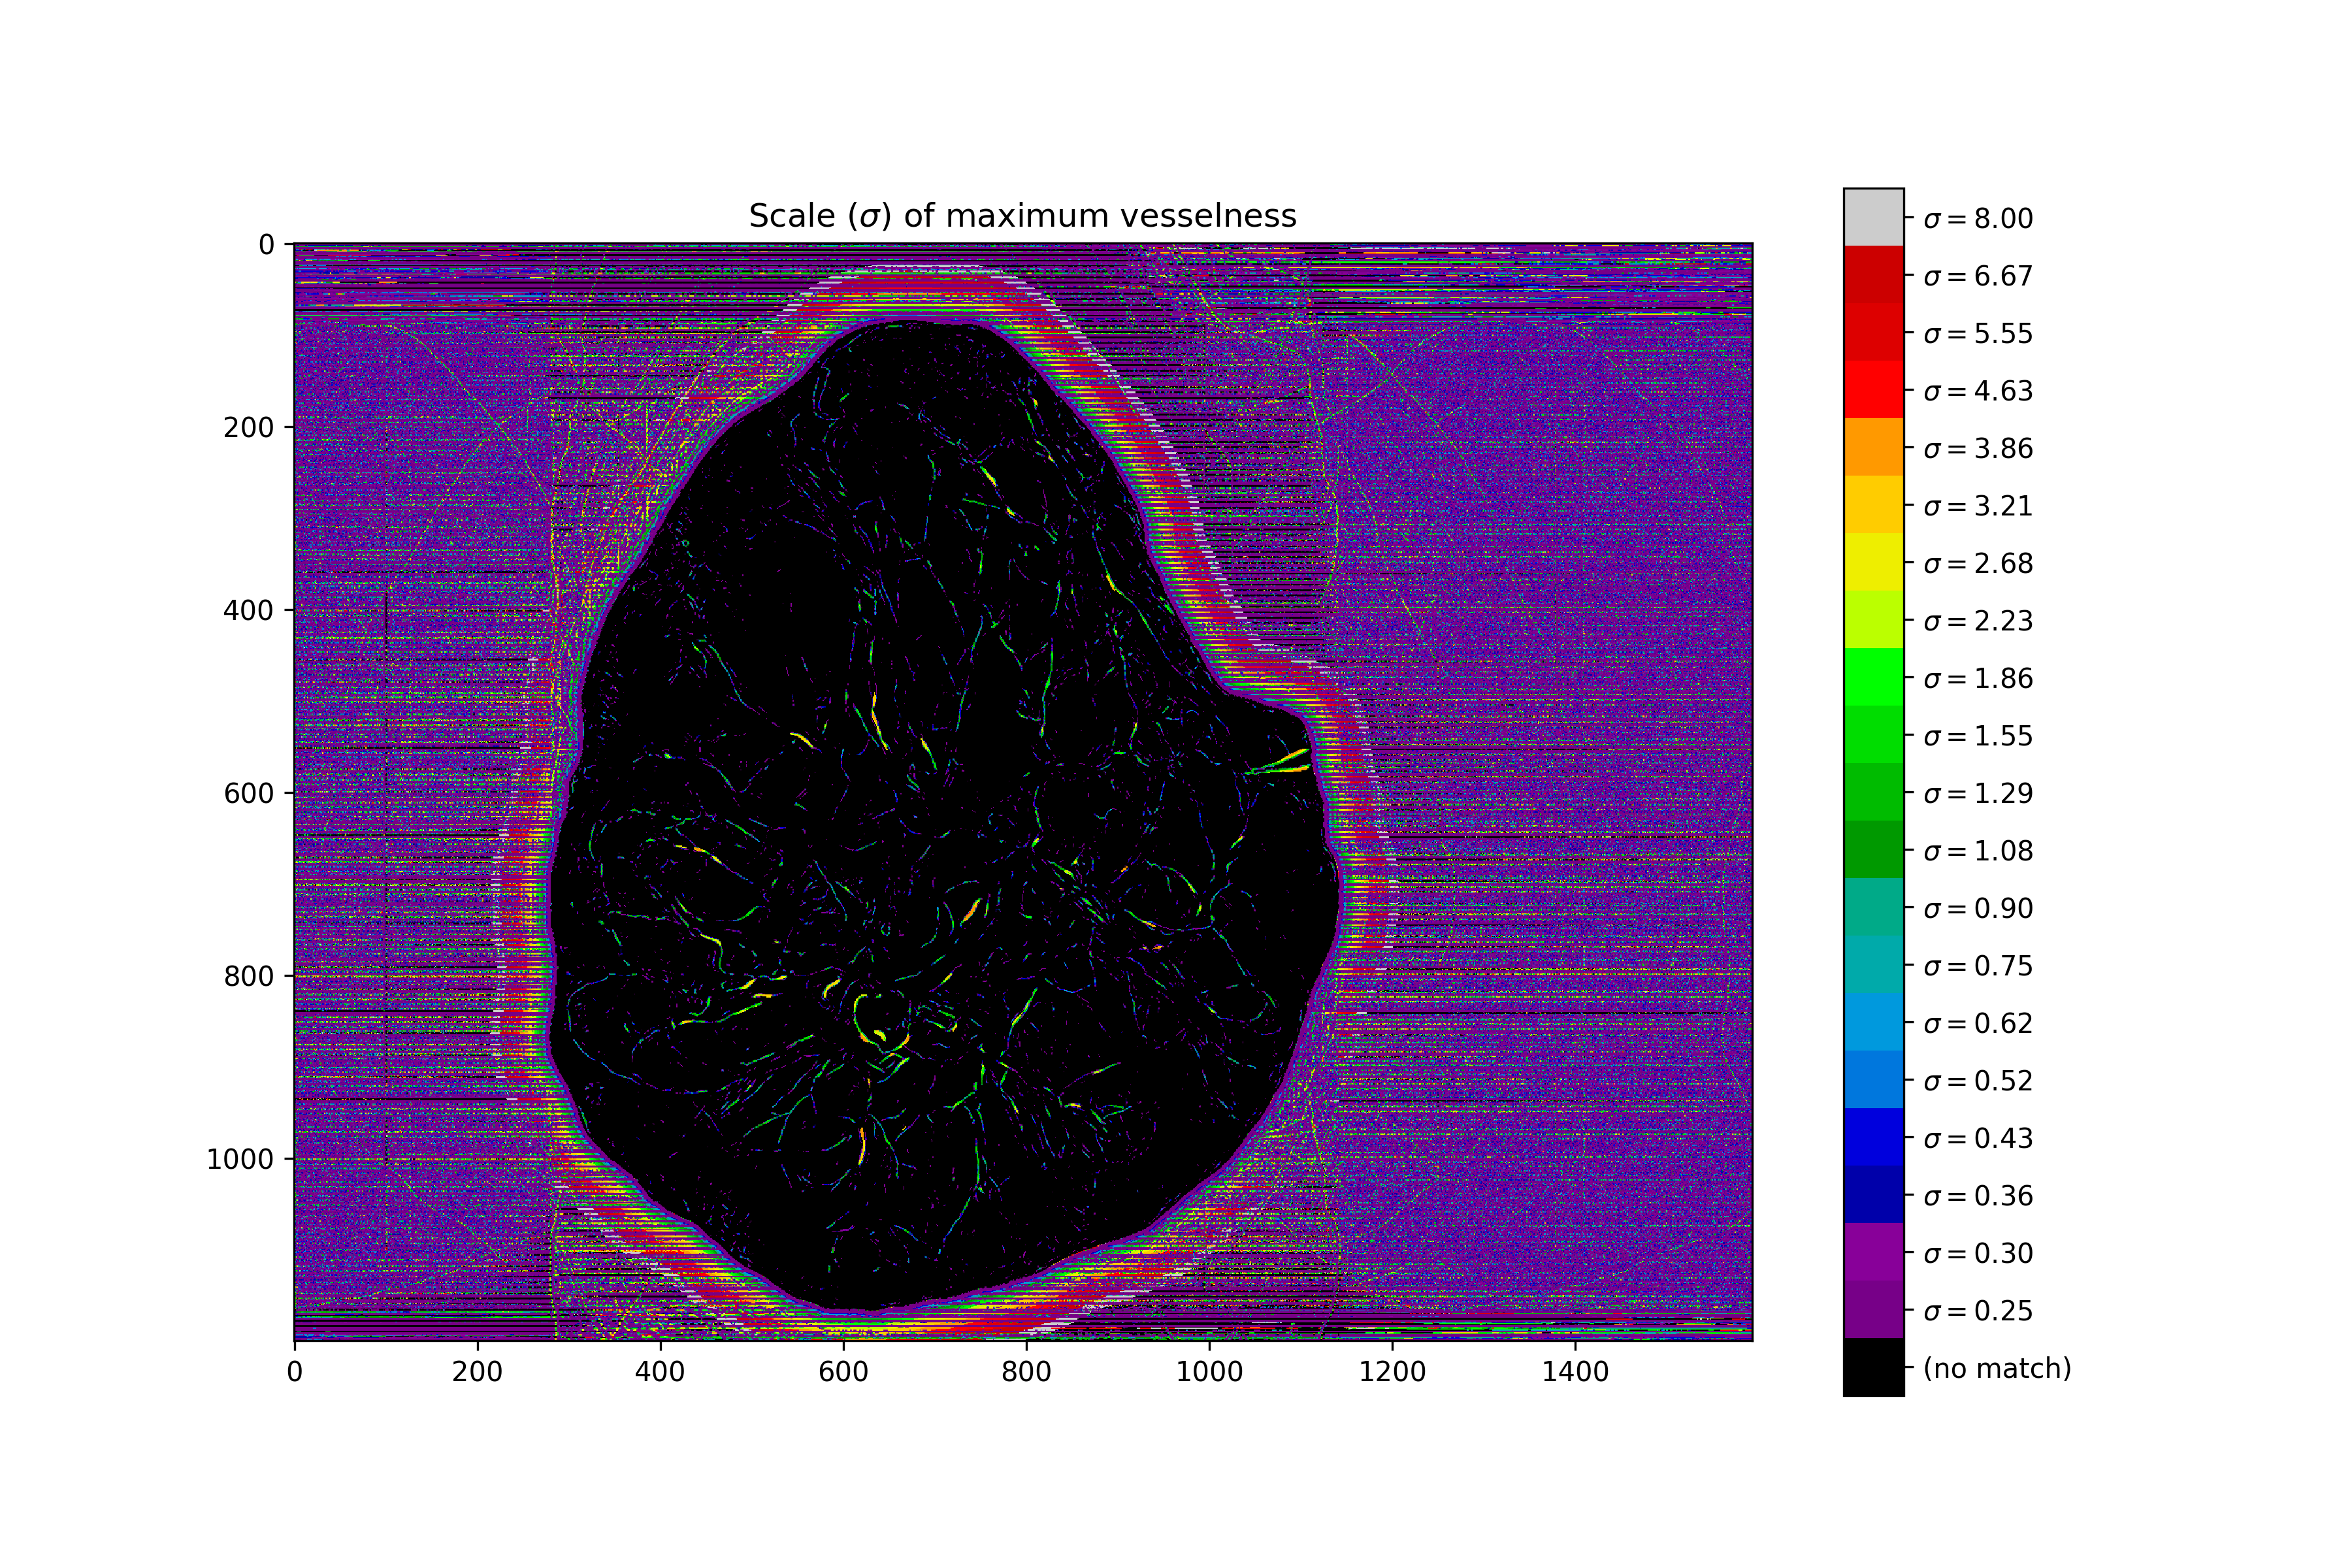 Scale (σ) of maximum vesselness
0
200
400
600
800
1000
0 200 400 600 800 1000 1200 1400
σ = 8.00
σ = 6.67
σ = 5.55
σ = 4.63
σ = 3.86
σ = 3.21
σ = 2.68
σ = 2.23
σ = 1.86
σ = 1.55
σ = 1.29
σ = 1.08
σ = 0.90
σ = 0.75
σ = 0.62
σ = 0.52
σ = 0.43
σ = 0.36
σ = 0.30
σ = 0.25
(no match)